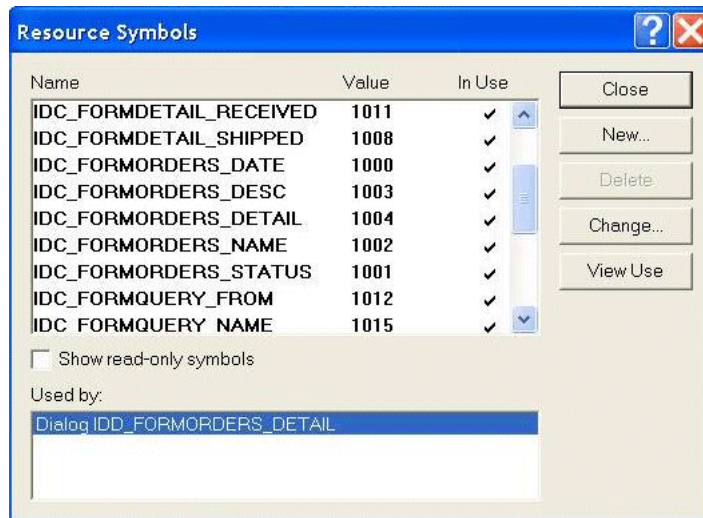 Resource Symbols
Name Value In Use
IDC_FORMDETAIL_RECEIVED 1011
IDC_FORMDETAIL_SHIPPED 1008
IDC_FORMORDERS_DATE 1000
IDC_FORMORDERS_DESC 1003
IDC_FORMORDERS_DETAIL 1004
IDC_FORMORDERS_NAME 1002
IDC_FORMORDERS_STATUS 1001
IDC_FORMQUERY_FROM 1012
IDC_FORMQUERY_NAME 1015
Close
New...
Delete
Change...
View Use
Show read-only symbols
Used by:
Dialog IDD_FORMORDERS_DETAIL